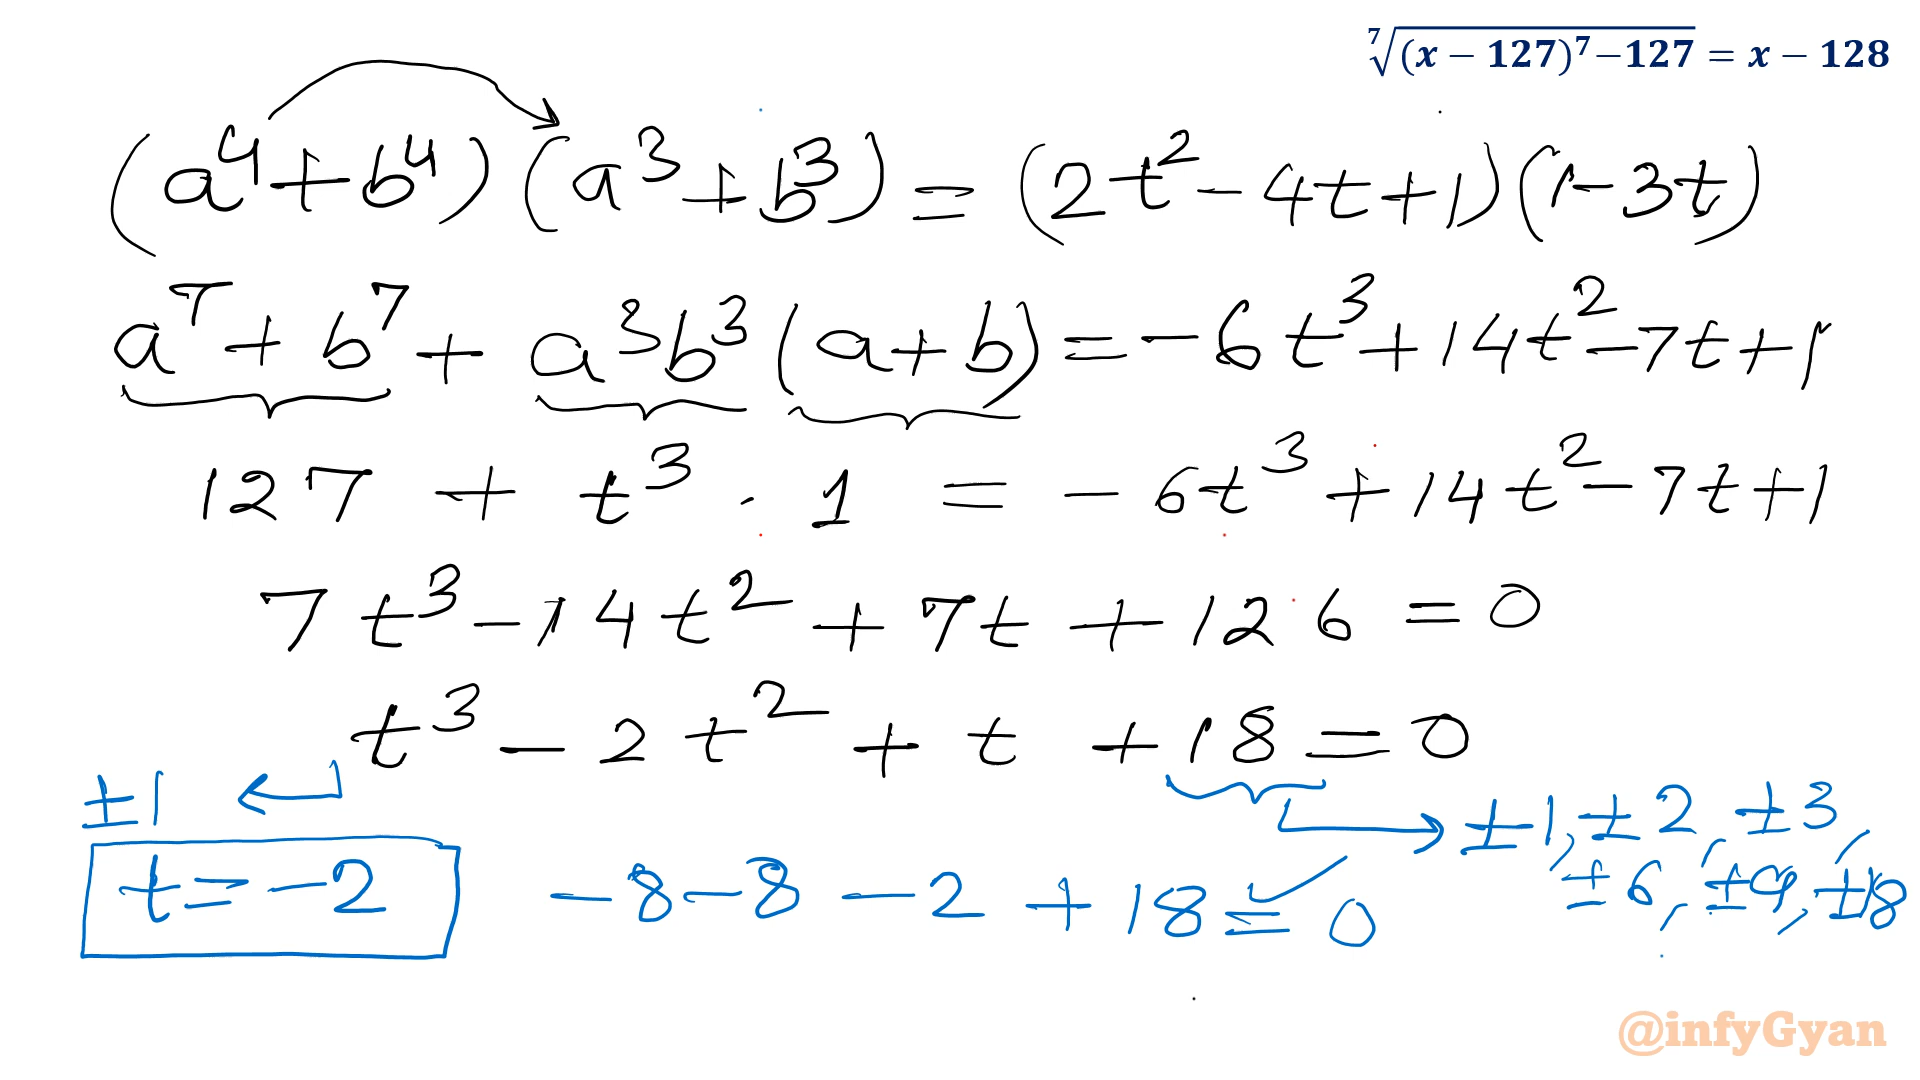 ⁷√((x − 127)⁷−127) = x − 128
(a⁴ + b⁴) (a³ + b³) = (2t² − 4t + 1) (1 − 3t)
a⁷ + b⁷ + a³b³ (a + b) = −6t³ + 14t² − 7t + 1
127 + t³ . 1 = −6t³ + 14t² − 7t + 1
7t³ − 14t² + 7t + 126 = 0
t³ − 2t² + t + 18 = 0
±1
±1, ±2, ±3,
±6, ±9, ±18
t = −2
−8 − 8 − 2 + 18 = 0
@infyGyan